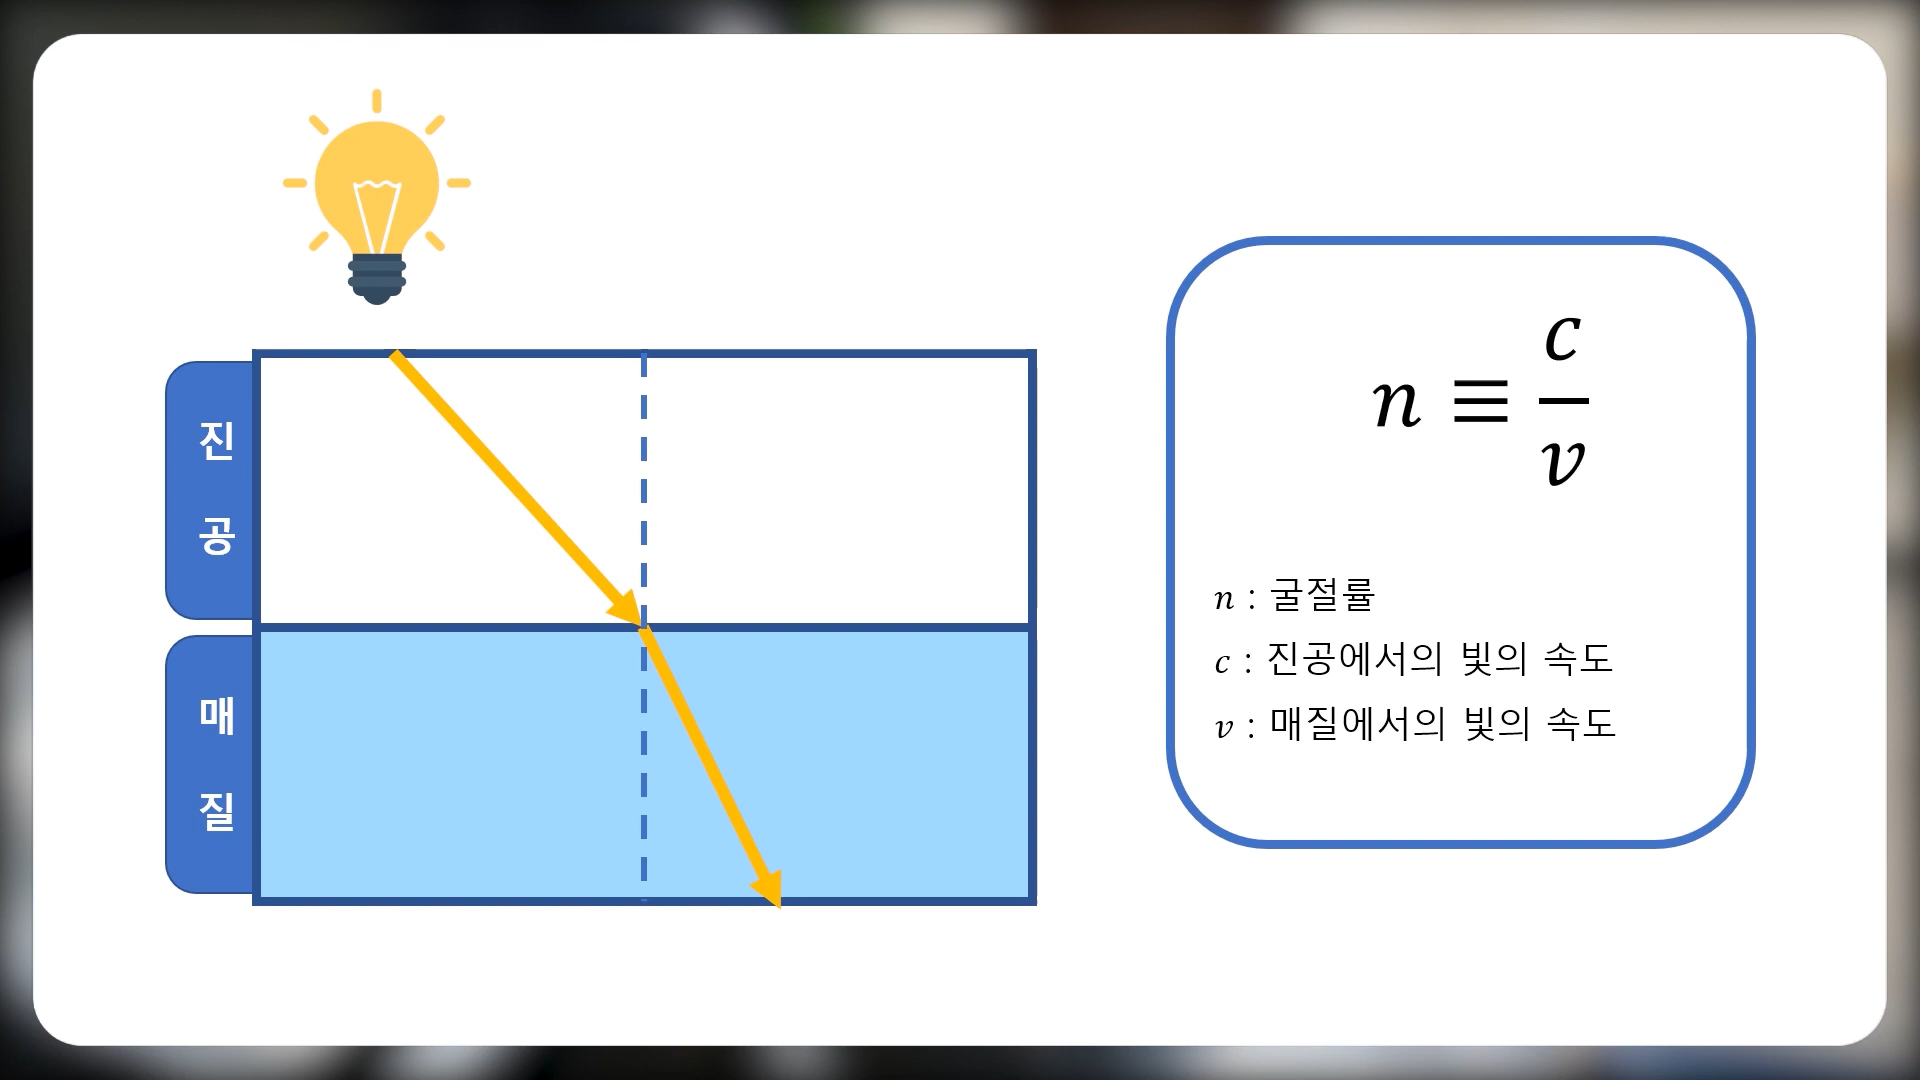 진
공
매
질
n ≡ c/v
n : 굴절률
c : 진공에서의 빛의 속도
v : 매질에서의 빛의 속도